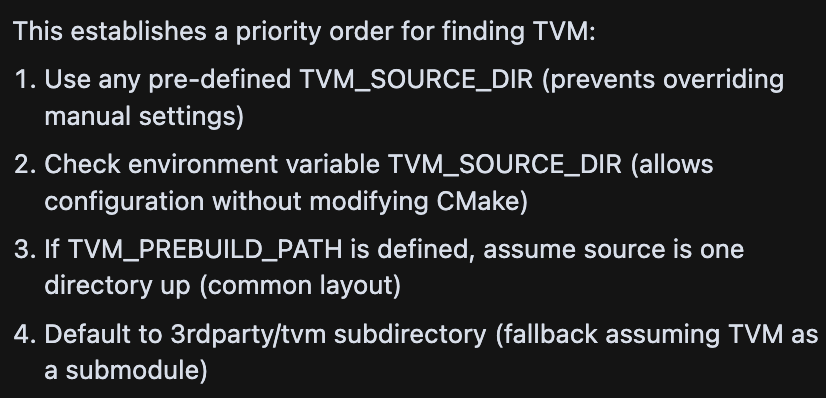 This establishes a priority order for finding TVM:
1. Use any pre-defined TVM_SOURCE_DIR (prevents overriding
manual settings)
2. Check environment variable TVM_SOURCE_DIR (allows
configuration without modifying CMake)
3. If TVM_PREBUILD_PATH is defined, assume source is one
directory up (common layout)
4. Default to 3rdparty/tvm subdirectory (fallback assuming TVM as
a submodule)